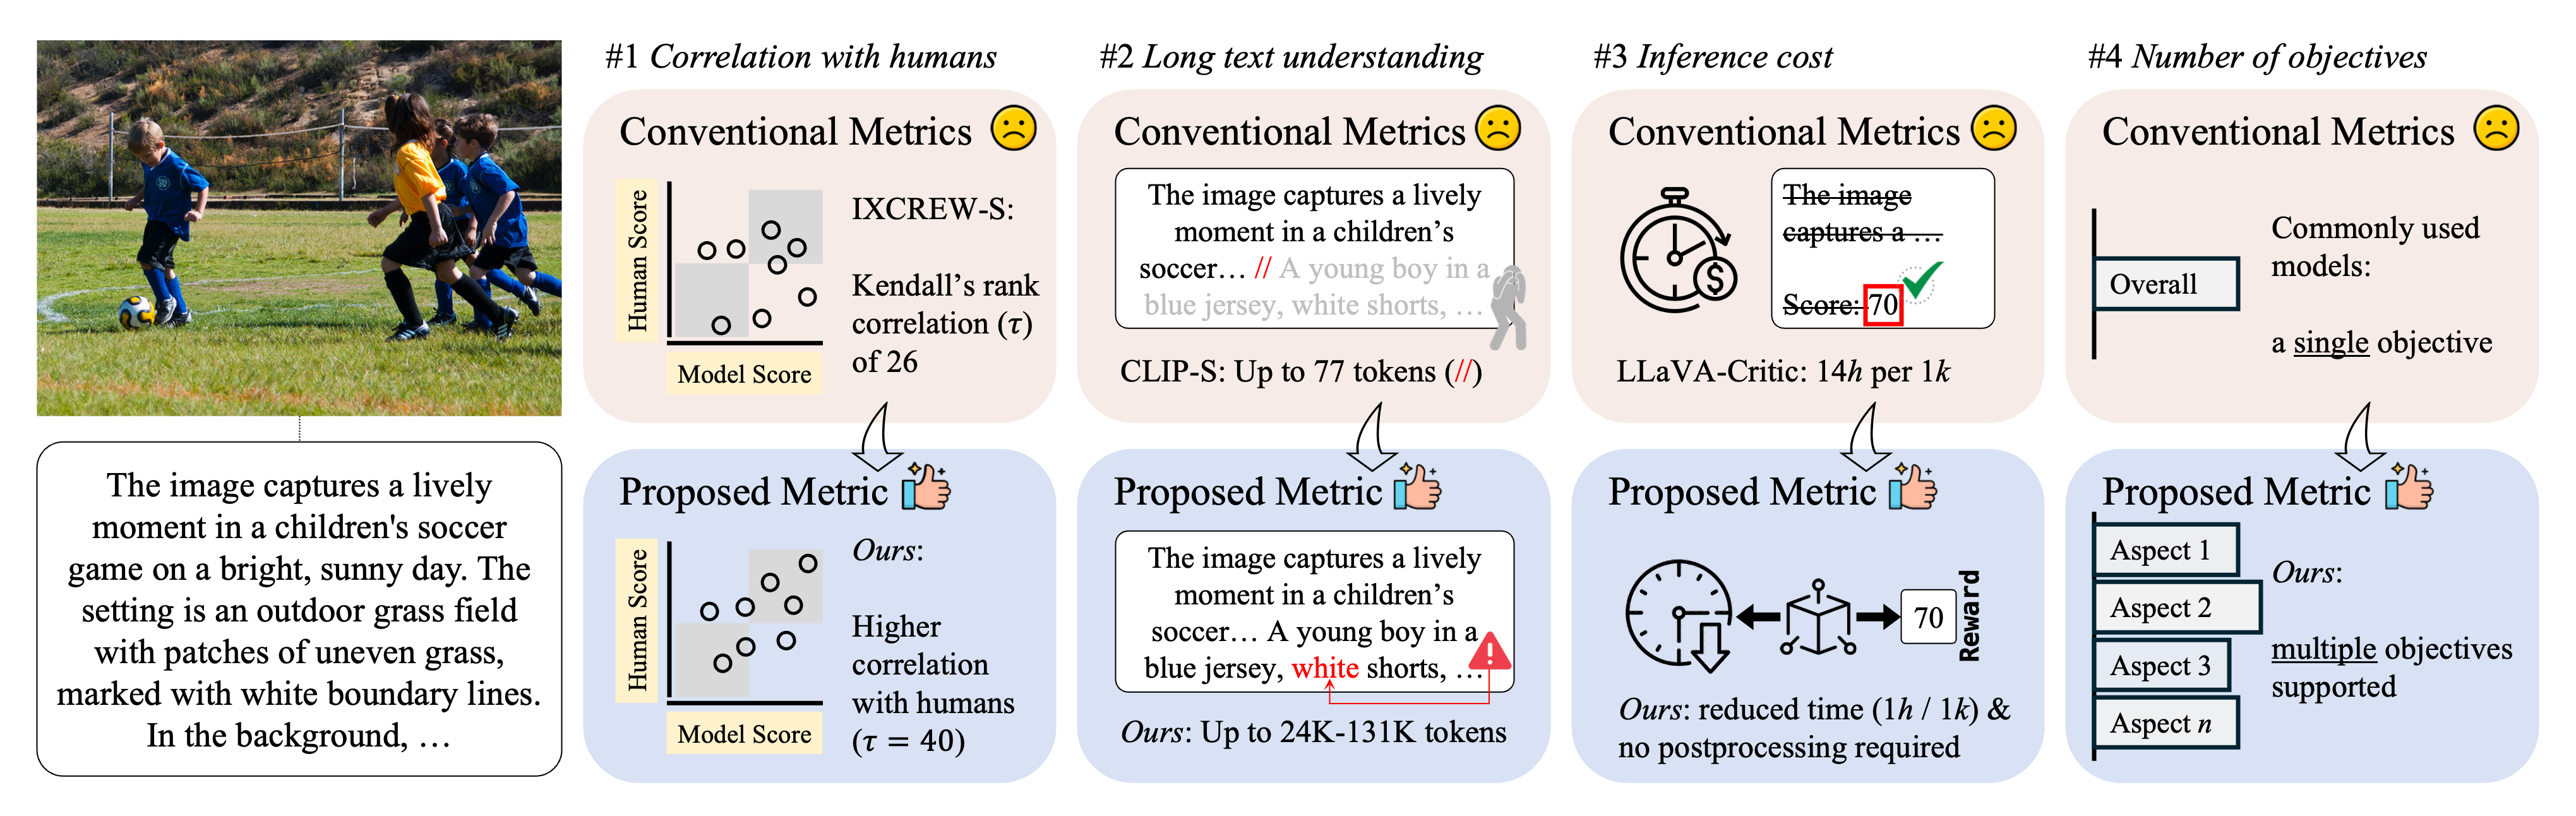 The image captures a lively
moment in a children's soccer
game on a bright, sunny day. The
setting is an outdoor grass field
with patches of uneven grass,
marked with white boundary lines.
In the background, …
#1 Correlation with humans
Conventional Metrics
Human Score
Model Score
IXCREW-S:
Kendall’s rank
correlation (τ)
of 26
Proposed Metric
Human Score
Model Score
Ours:
Higher
correlation
with humans
(τ = 40)
#2 Long text understanding
Conventional Metrics
The image captures a lively
moment in a children’s
soccer… // A young boy in a
blue jersey, white shorts, …
CLIP-S: Up to 77 tokens (//)
Proposed Metric
The image captures a lively
moment in a children’s
soccer… A young boy in a
blue jersey, white shorts, …
Ours: Up to 24K-131K tokens
#3 Inference cost
Conventional Metrics
$
The image
captures a …
Score: 70
LLaVA-Critic: 14h per 1k
Proposed Metric
70
Reward
Ours: reduced time (1h / 1k) &
no postprocessing required
#4 Number of objectives
Conventional Metrics
Overall
Commonly used
models:
a single objective
Proposed Metric
Aspect 1
Aspect 2
Aspect 3
Aspect n
Ours:
multiple objectives
supported